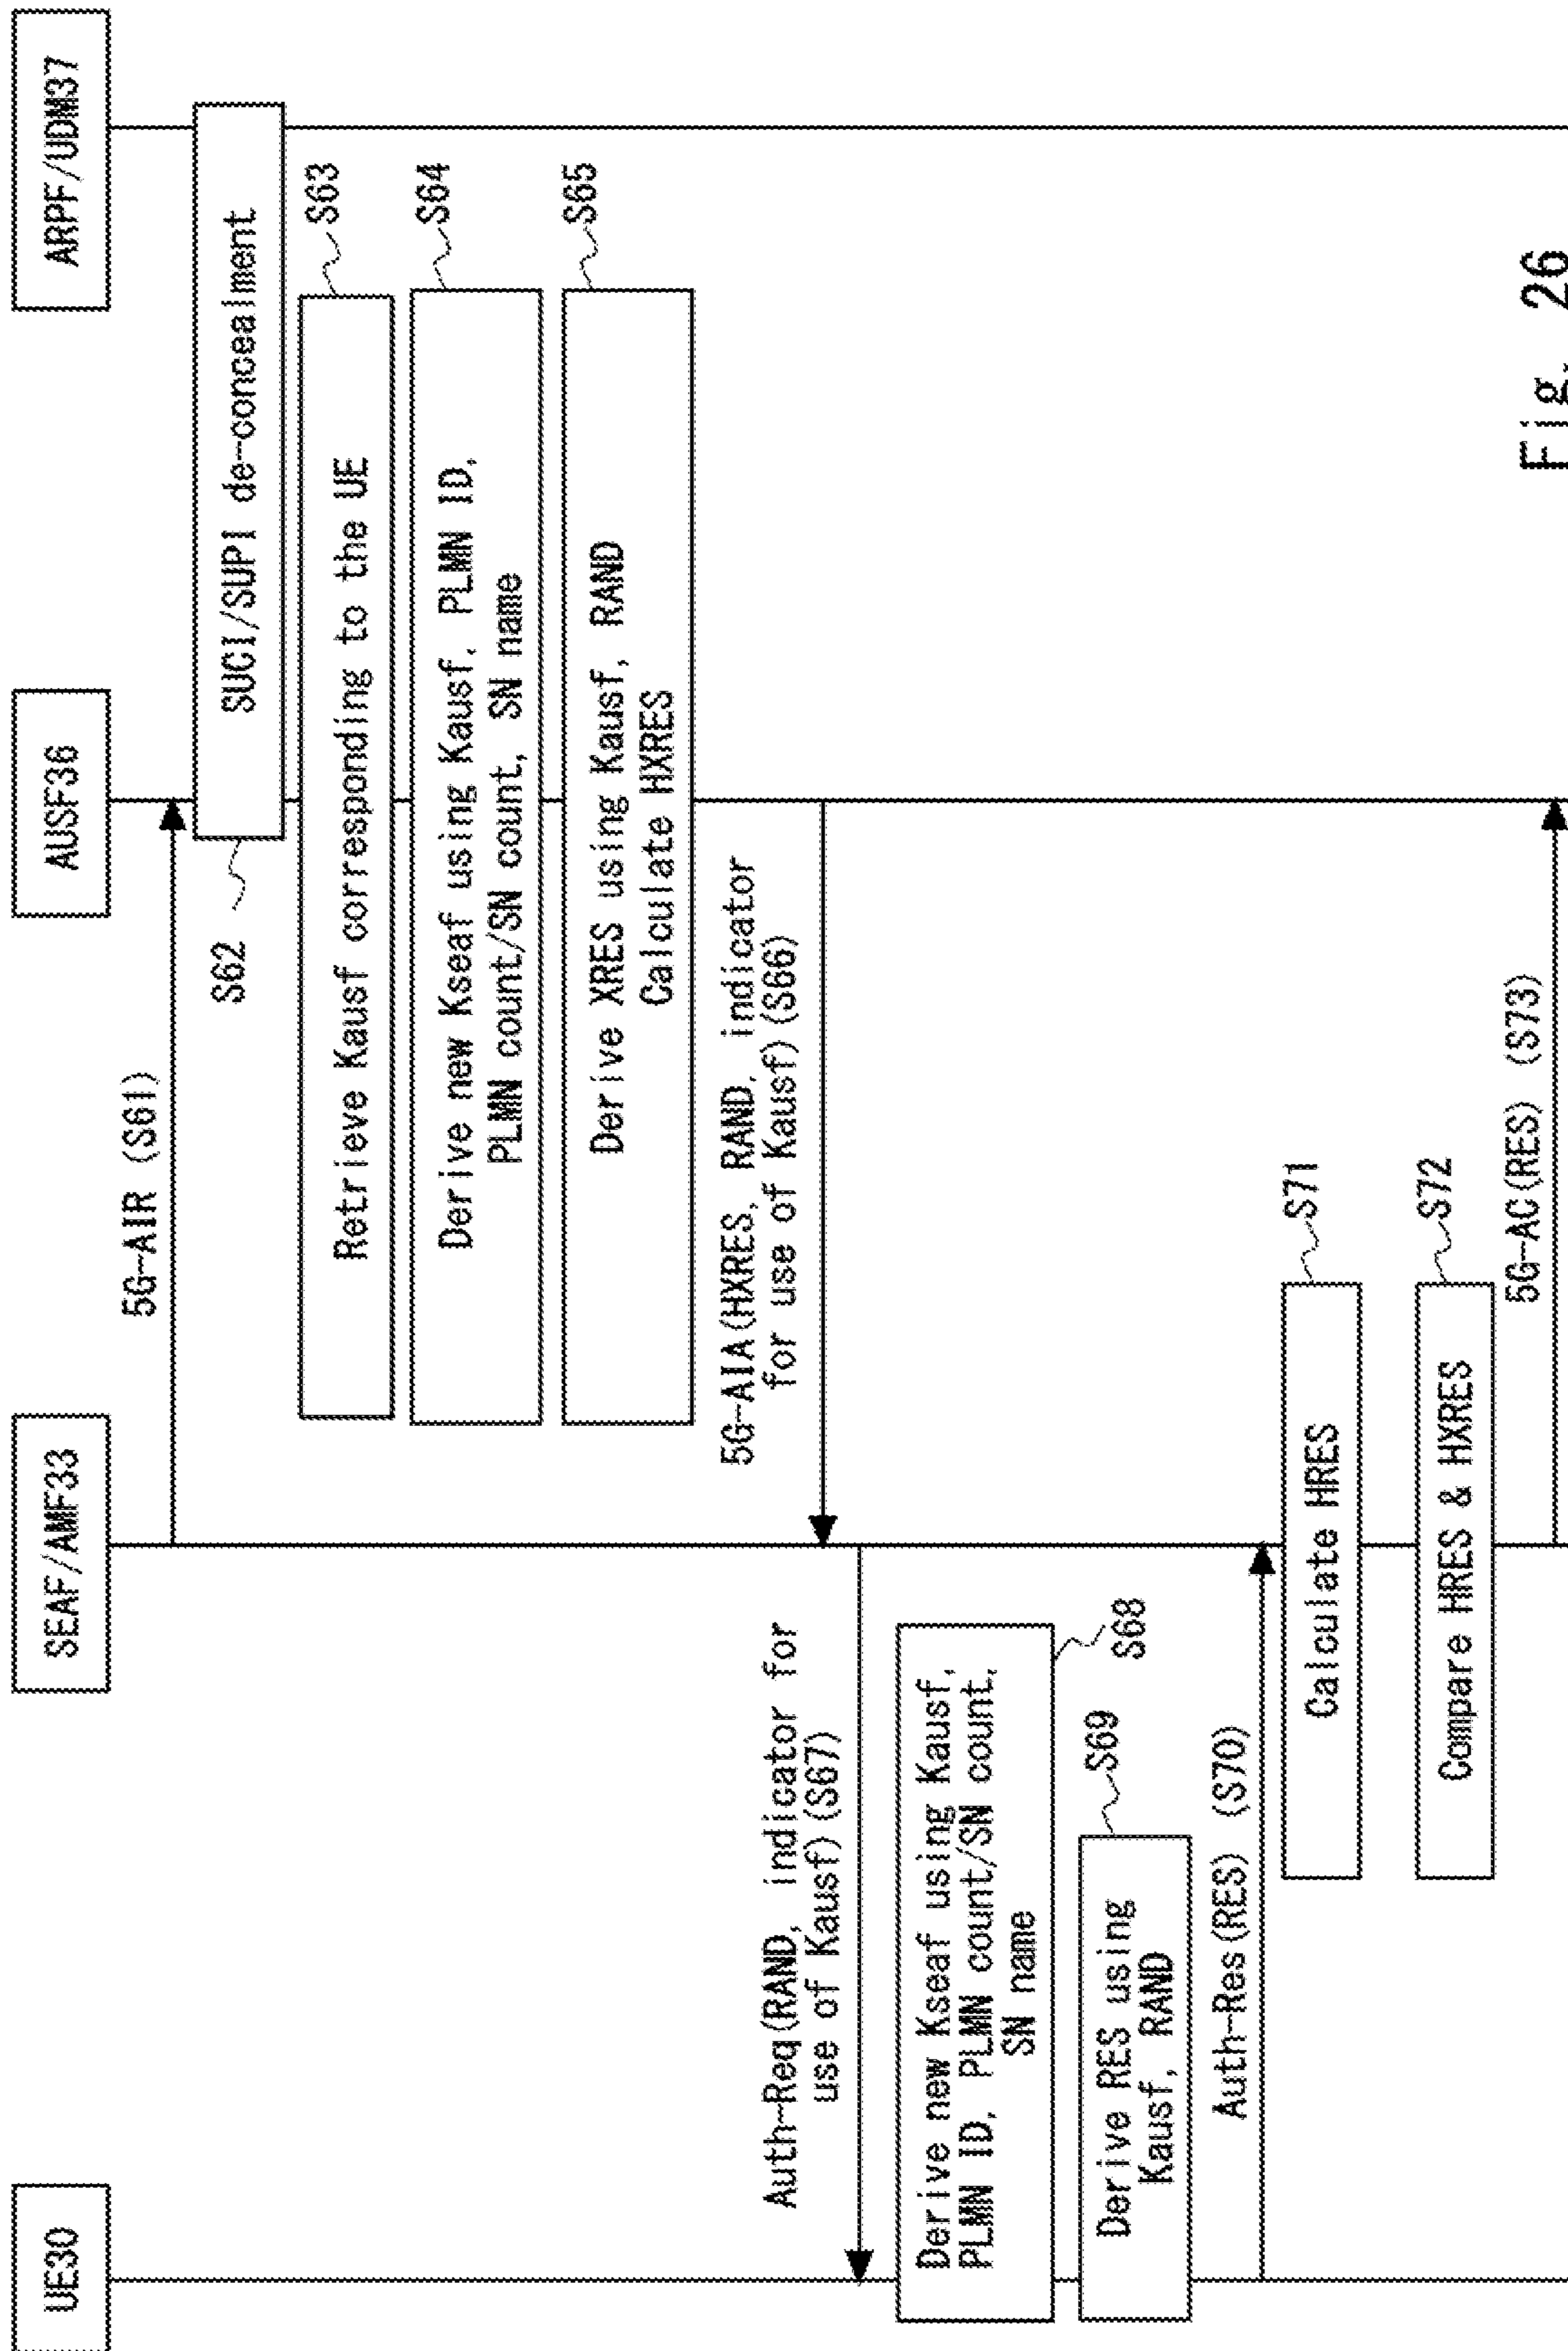 UE30
SEAF/AMF33
AUSF36
ARPF/UDM37
5G-AIR (S61)
S62
SUCI/SUPI de-concealment
Retrieve Kausf corresponding to the UE
S63
Derive new Kseaf using Kausf, PLMN ID,
PLMN count/SN count, SN name
S64
Derive XRES using Kausf, RAND
Calculate HXRES
S65
5G-AIA(HXRES, RAND, indicator
for use of Kausf)(S66)
Auth-Req(RAND, indicator for
use of Kausf)(S67)
Derive new Kseaf using Kausf,
PLMN ID, PLMN count/SN count,
SN name
S68
Derive RES using
Kausf, RAND
S69
Auth-Res(RES) (S70)
Calculate HRES
S71
Compare HRES & HXRES
S72
5G-AC(RES) (S73)
Fig. 26